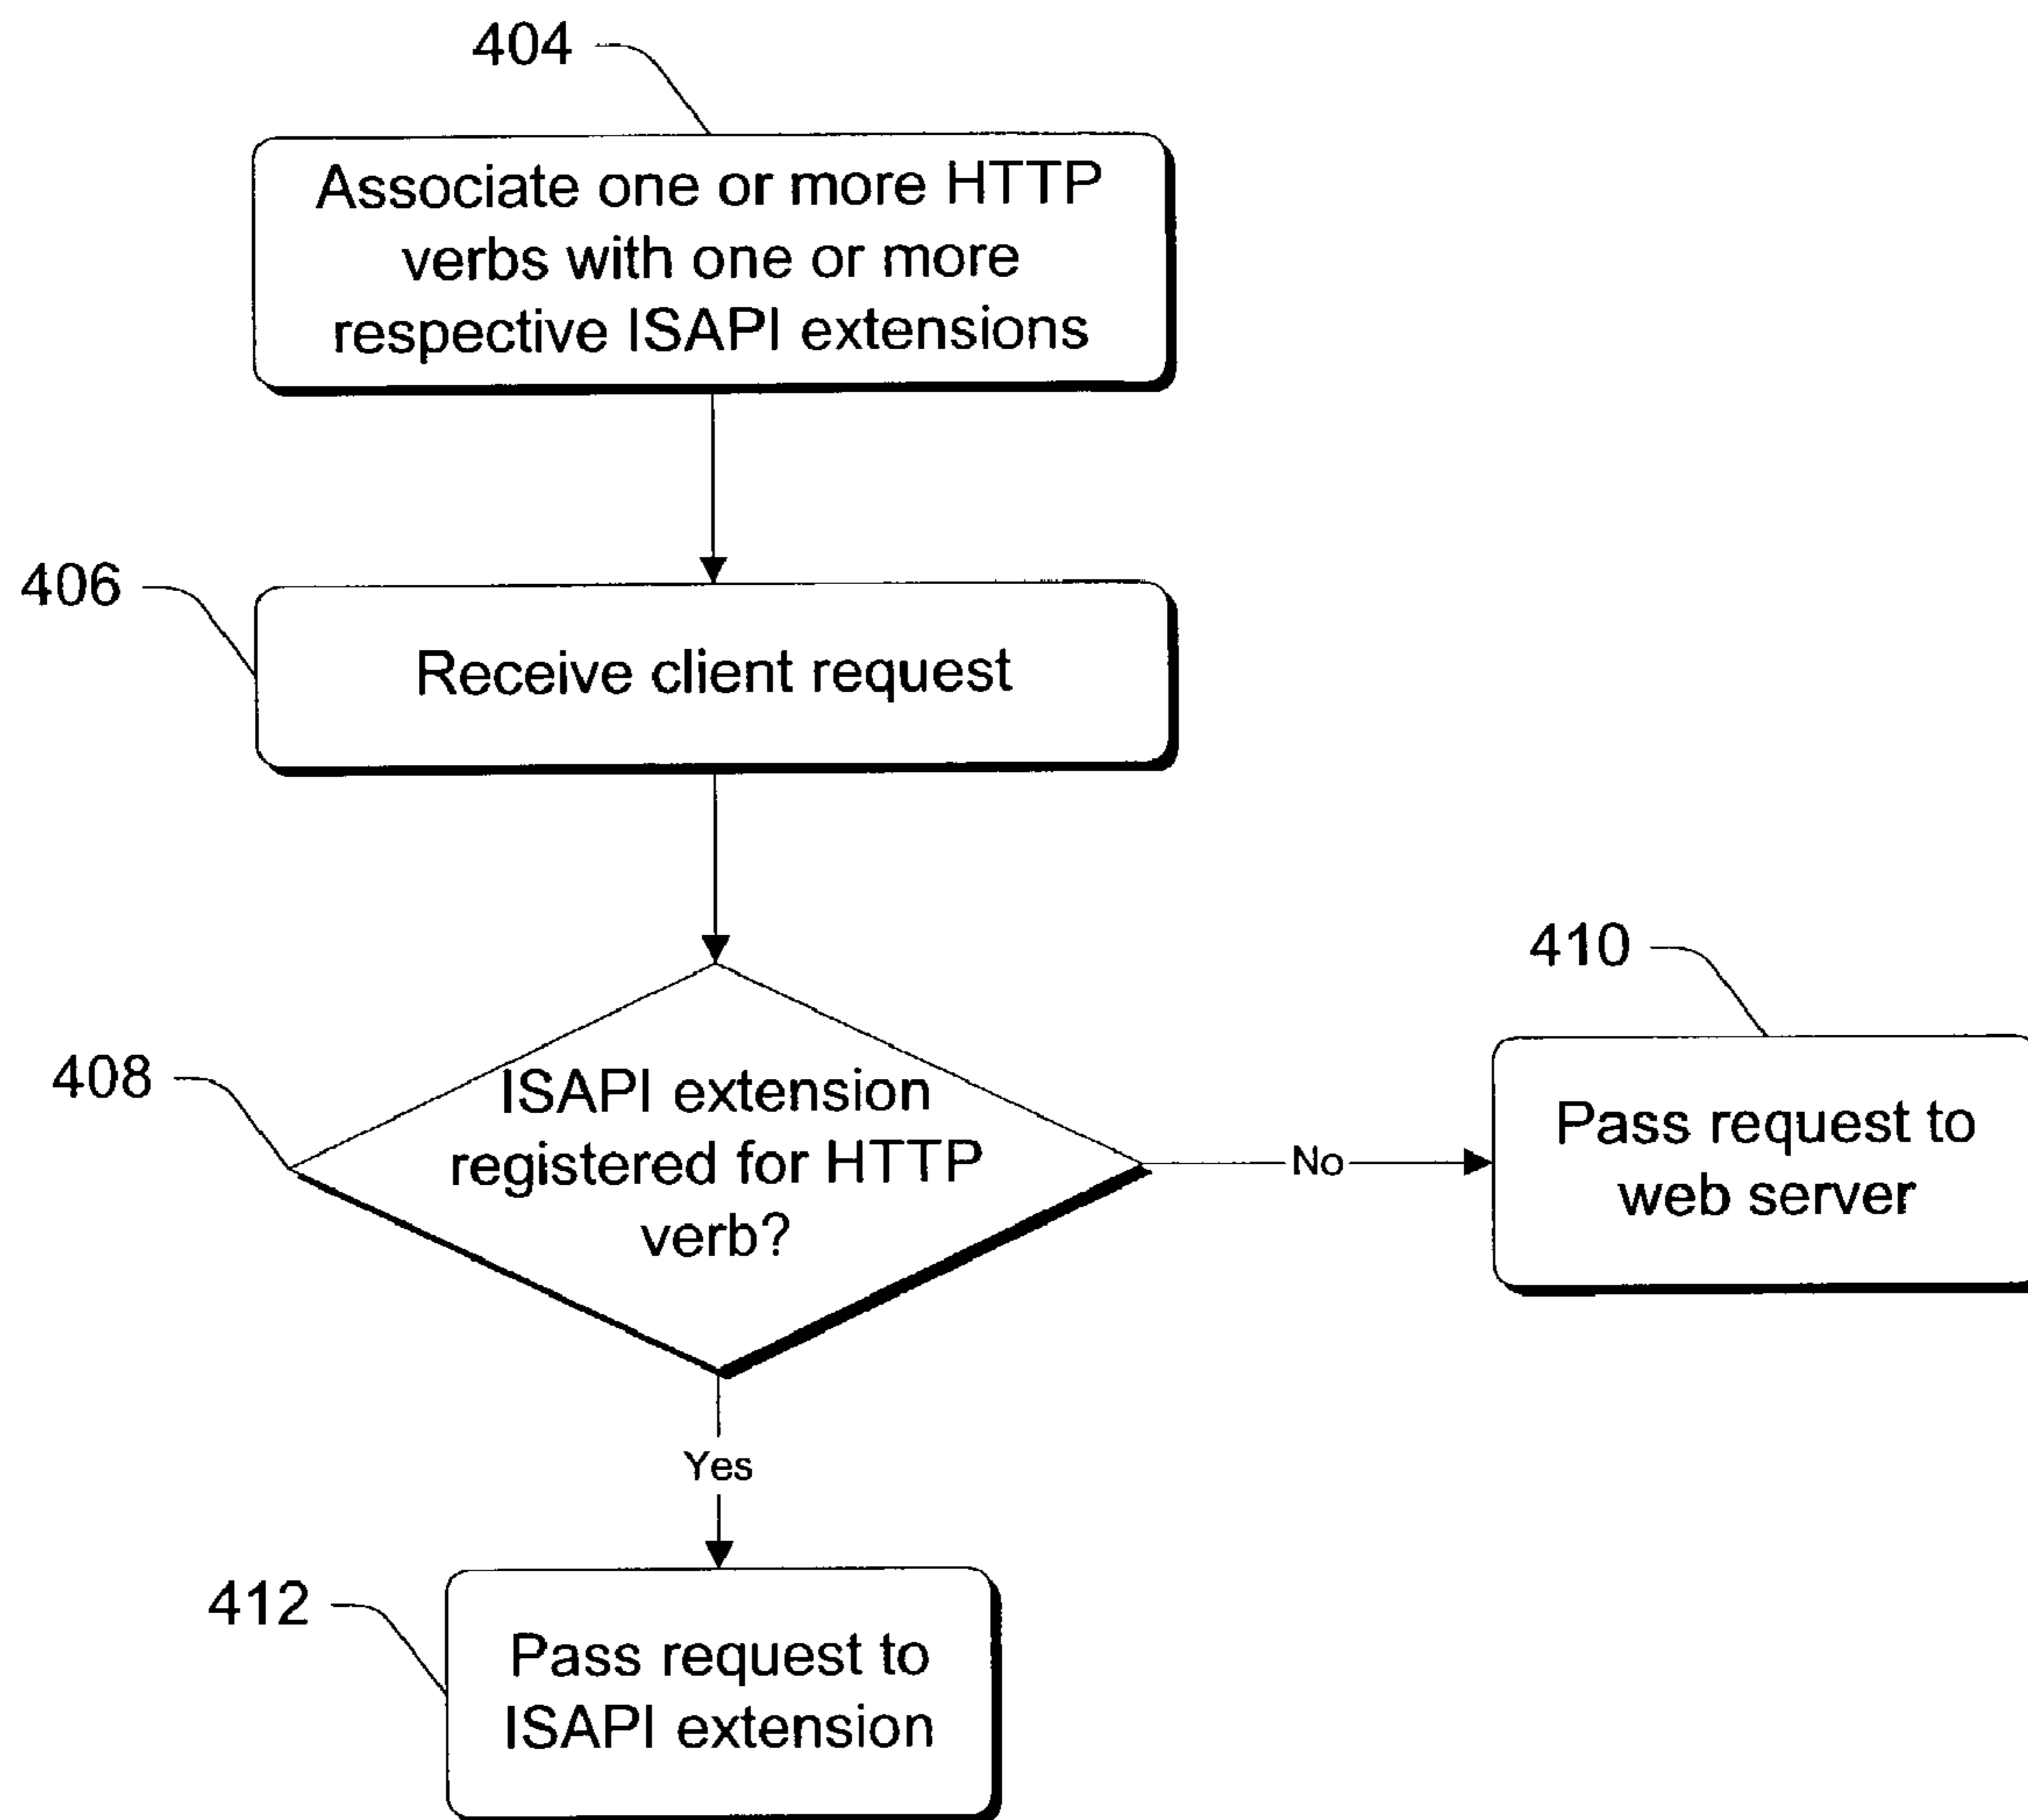 404
Associate one or more HTTP
verbs with one or more
respective ISAPI extensions
406
Receive client request
408
ISAPI extension
registered for HTTP
verb?
No
410
Pass request to
web server
Yes
412
Pass request to
ISAPI extension